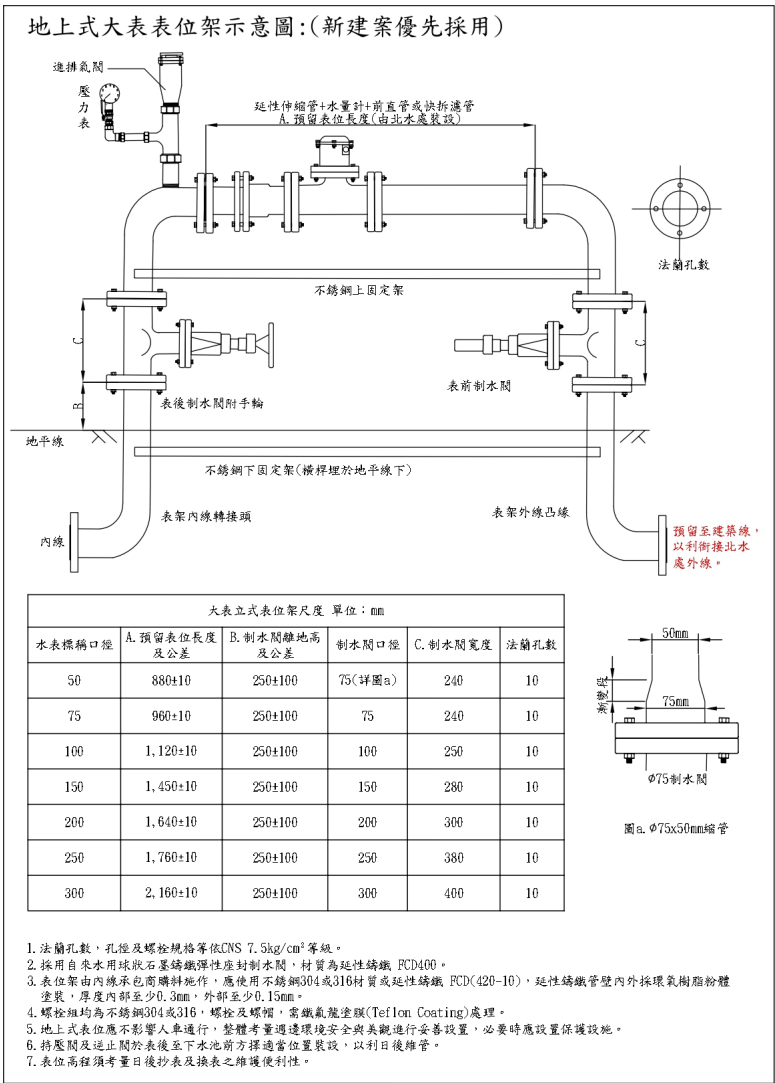 地上式大表表位架示意圖:(新建案優先採用)
進排氣閥
壓力表
延性伸縮管+水量計+前直管或快拆濾管
A.預留表位長度(由北水處裝設)
法蘭孔數
不銹鋼上固定架
C
C
表後制水閥附手輪
表前制水閥
B
地平線
不銹鋼下固定架(橫桿埋於地平線下)
表架內線轉接頭
表架外線凸緣
內線
預留至建築線，
以利銜接北水
處外線。
大表立式表位架尺度 單位：mm
水表標稱口徑 A.預留表位長度及公差 B.制水閥離地高及公差 制水閥口徑 C.制水閥寬度 法蘭孔數
50 880±10 250±100 75(詳圖a) 240 10
75 960±10 250±100 75 240 10
100 1,120±10 250±100 100 250 10
150 1,450±10 250±100 150 280 10
200 1,640±10 250±100 200 300 10
250 1,760±10 250±100 250 380 10
300 2,160±10 250±100 300 400 10
50mm
漸變段
75mm
Ø75制水閥
圖a.Ø75x50mm縮管
1.法蘭孔數，孔徑及螺栓規格等依CNS 7.5kg/cm²等級。
2.採用自來水用球狀石墨鑄鐵彈性座封制水閥，材質為延性鑄鐵 FCD400。
3.表位架由內線承包商購料施作，應使用不銹鋼304或316材質或延性鑄鐵 FCD(420-10)，延性鑄鐵管壁內外採環氧樹脂粉體
塗裝，厚度內部至少0.3mm，外部至少0.15mm。
4.螺栓組均為不銹鋼304或316，螺栓及螺帽，需鐵氟龍塗膜(Teflon Coating)處理。
5.地上式表位應不影響人車通行，整體考量週邊環境安全與美觀進行妥善設置，必要時應設置保護設施。
6.持壓閥及逆止閥於表後至下水池前方擇適當位置裝設，以利日後維管。
7.表位高程須考量日後抄表及換表之維護便利性。